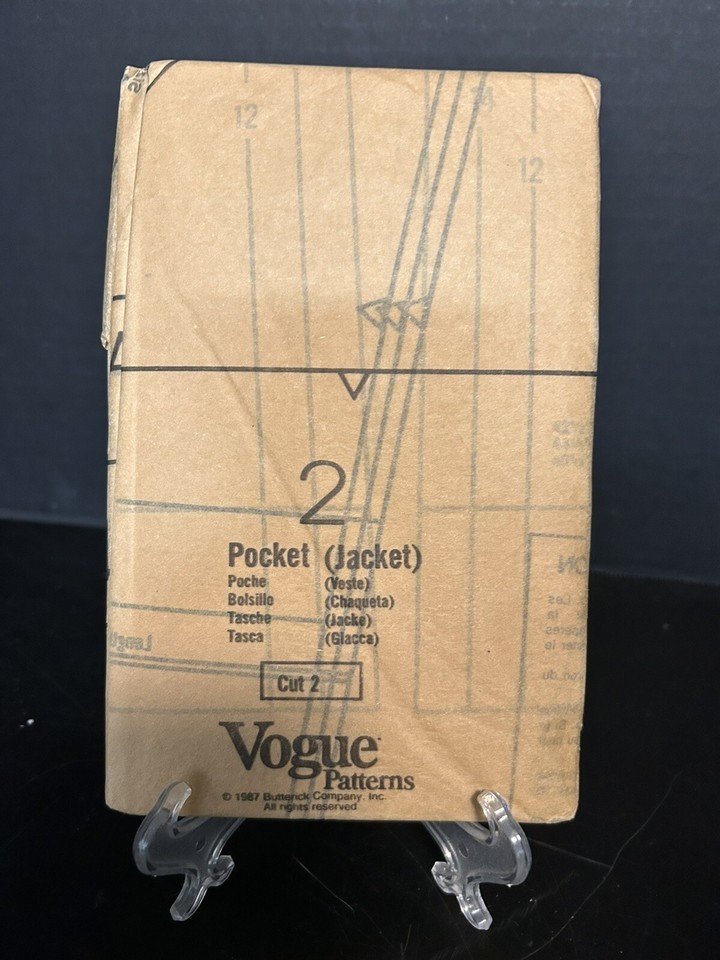 12
14
12
2
Pocket (Jacket)
Poche (Veste)
Bolsillo (Chaqueta)
Tasche (Jacke)
Tasca (Giacca)
Cut 2
Vogue
Patterns
© 1987 Butterick Company, Inc.
All rights reserved